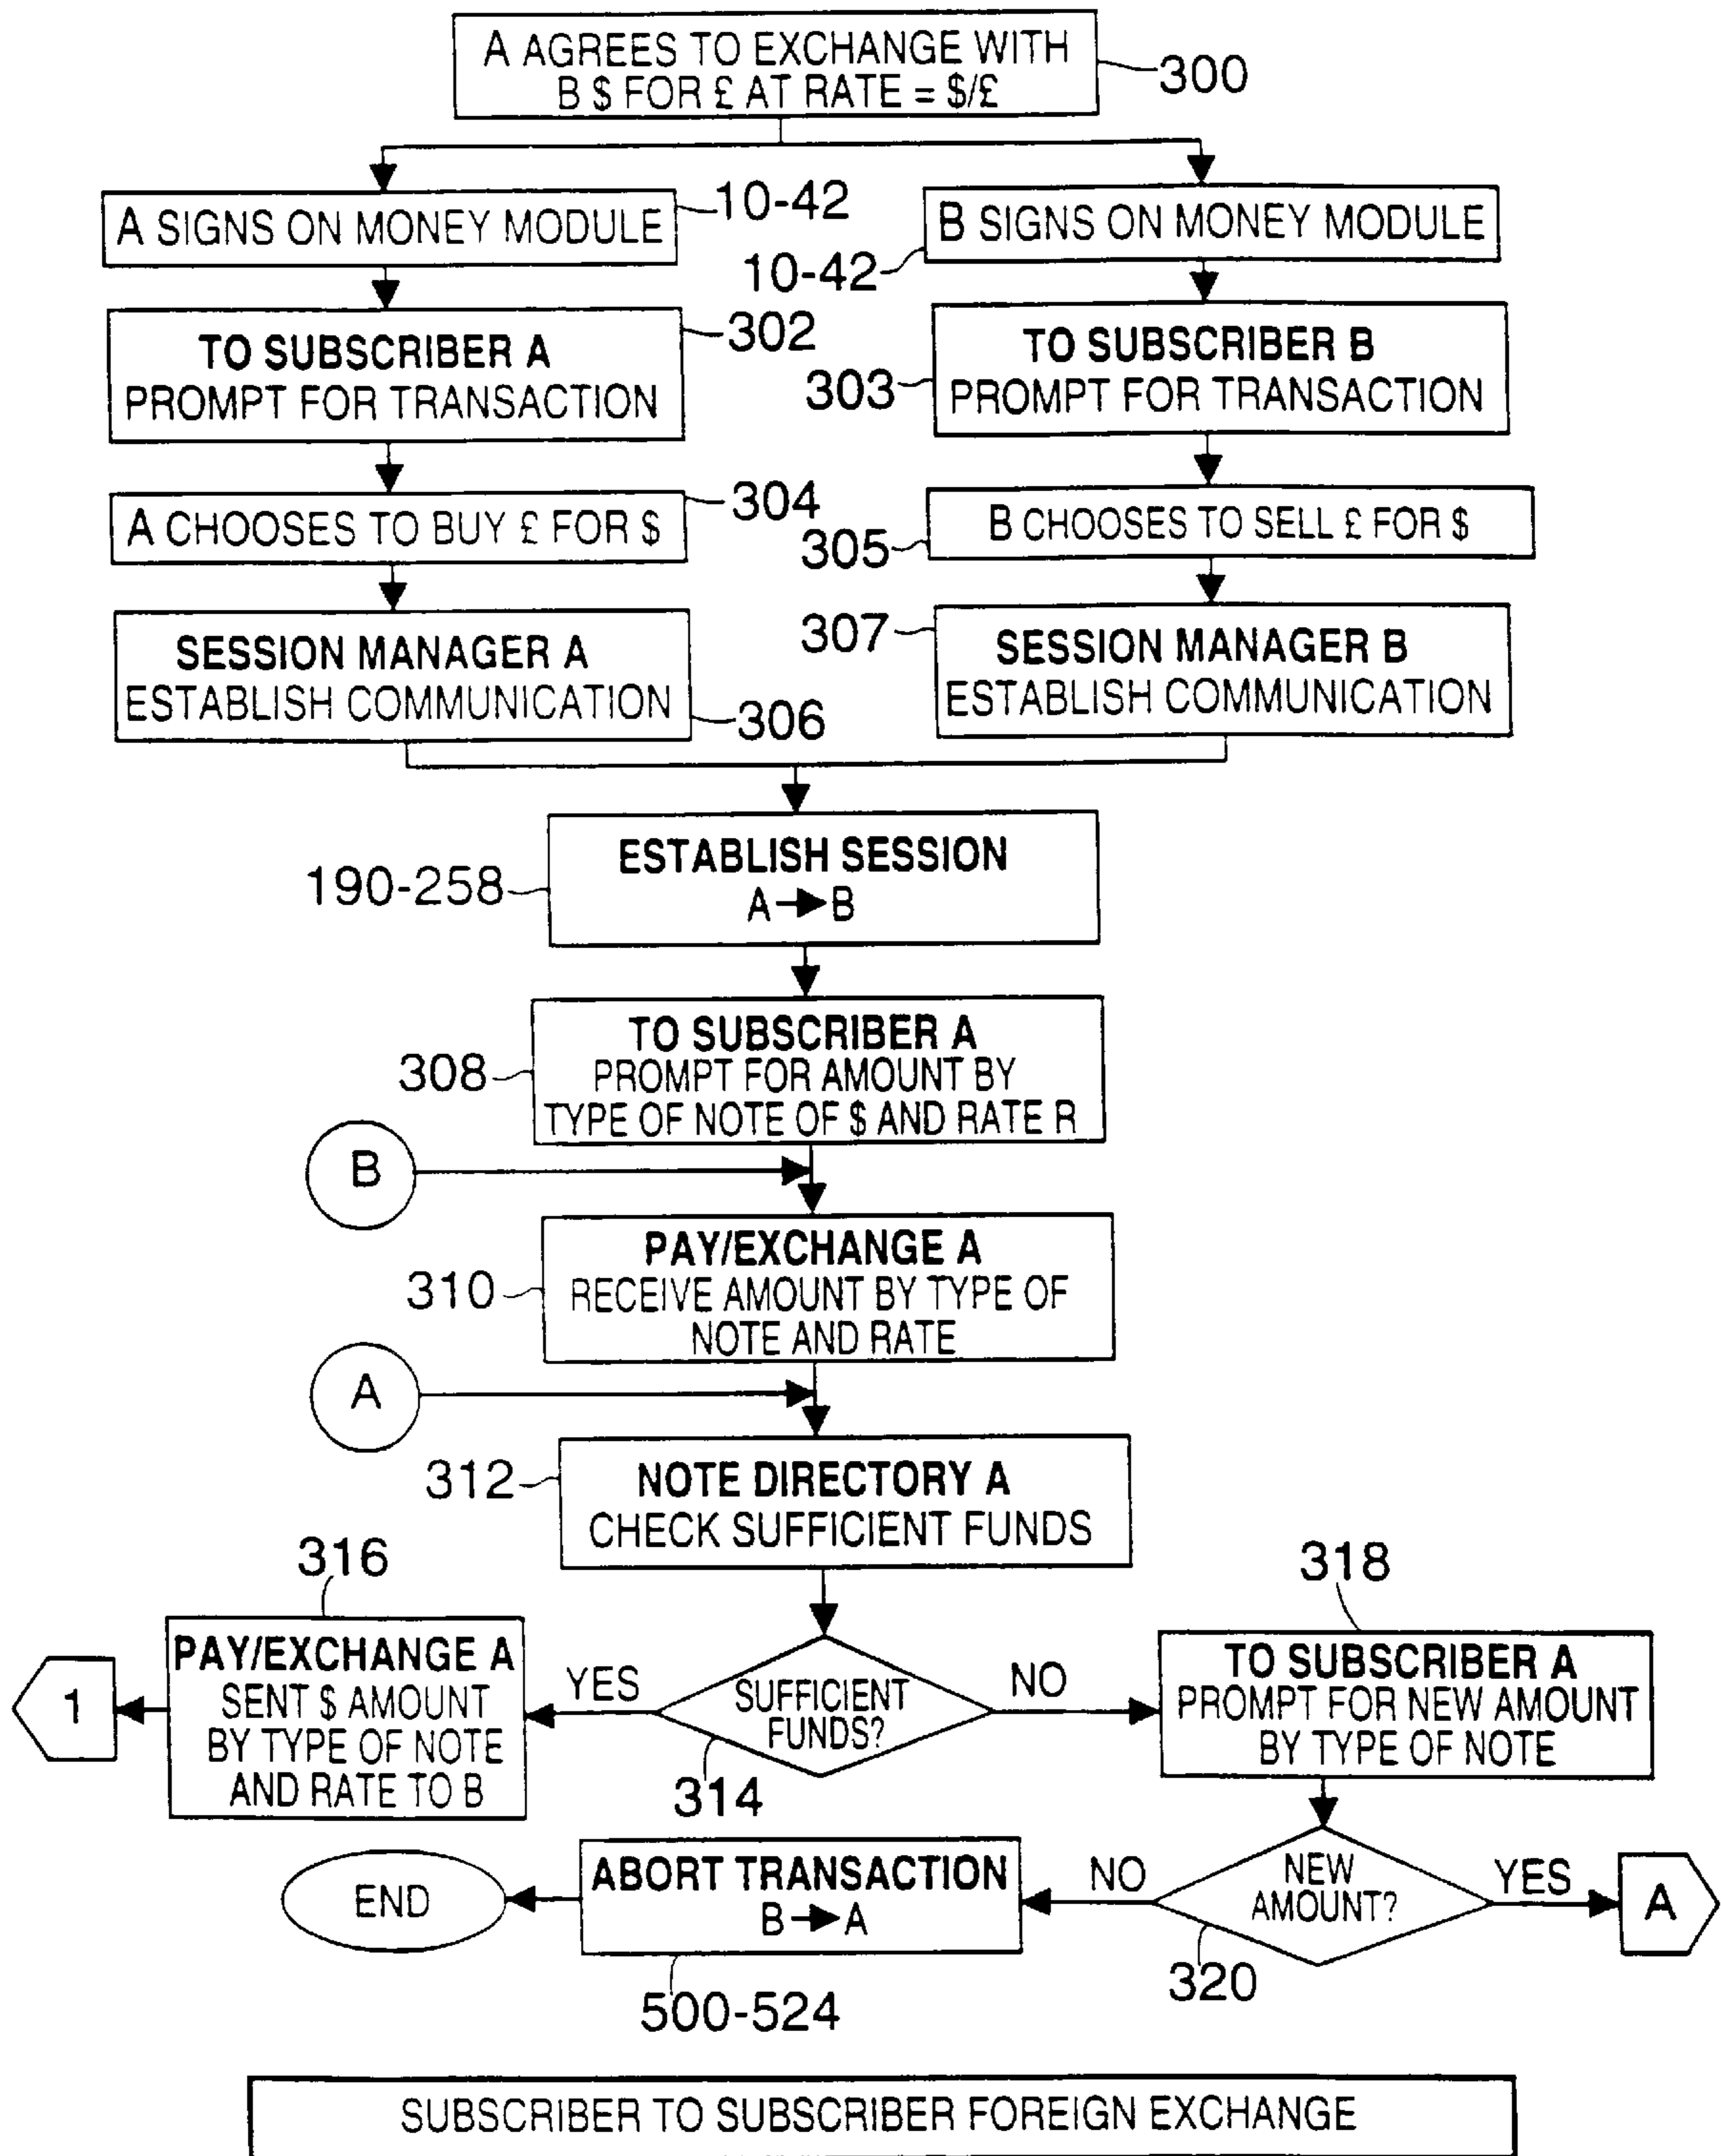 A AGREES TO EXCHANGE WITH
B $ FOR £ AT RATE = $/£
300
A SIGNS ON MONEY MODULE
10-42
B SIGNS ON MONEY MODULE
10-42
TO SUBSCRIBER A
PROMPT FOR TRANSACTION
302
TO SUBSCRIBER B
PROMPT FOR TRANSACTION
303
A CHOOSES TO BUY £ FOR $
304
B CHOOSES TO SELL £ FOR $
305
SESSION MANAGER A
ESTABLISH COMMUNICATION
306
307
SESSION MANAGER B
ESTABLISH COMMUNICATION
190-258
ESTABLISH SESSION
A→B
308
TO SUBSCRIBER A
PROMPT FOR AMOUNT BY
TYPE OF NOTE OF $ AND RATE R
B
310
PAY/EXCHANGE A
RECEIVE AMOUNT BY TYPE OF
NOTE AND RATE
A
312
NOTE DIRECTORY A
CHECK SUFFICIENT FUNDS
316
318
1
PAY/EXCHANGE A
SENT $ AMOUNT
BY TYPE OF NOTE
AND RATE TO B
YES
SUFFICIENT
FUNDS?
314
NO
TO SUBSCRIBER A
PROMPT FOR NEW AMOUNT
BY TYPE OF NOTE
END
ABORT TRANSACTION
B→A
500-524
NO
NEW
AMOUNT?
320
YES
A
SUBSCRIBER TO SUBSCRIBER FOREIGN EXCHANGE